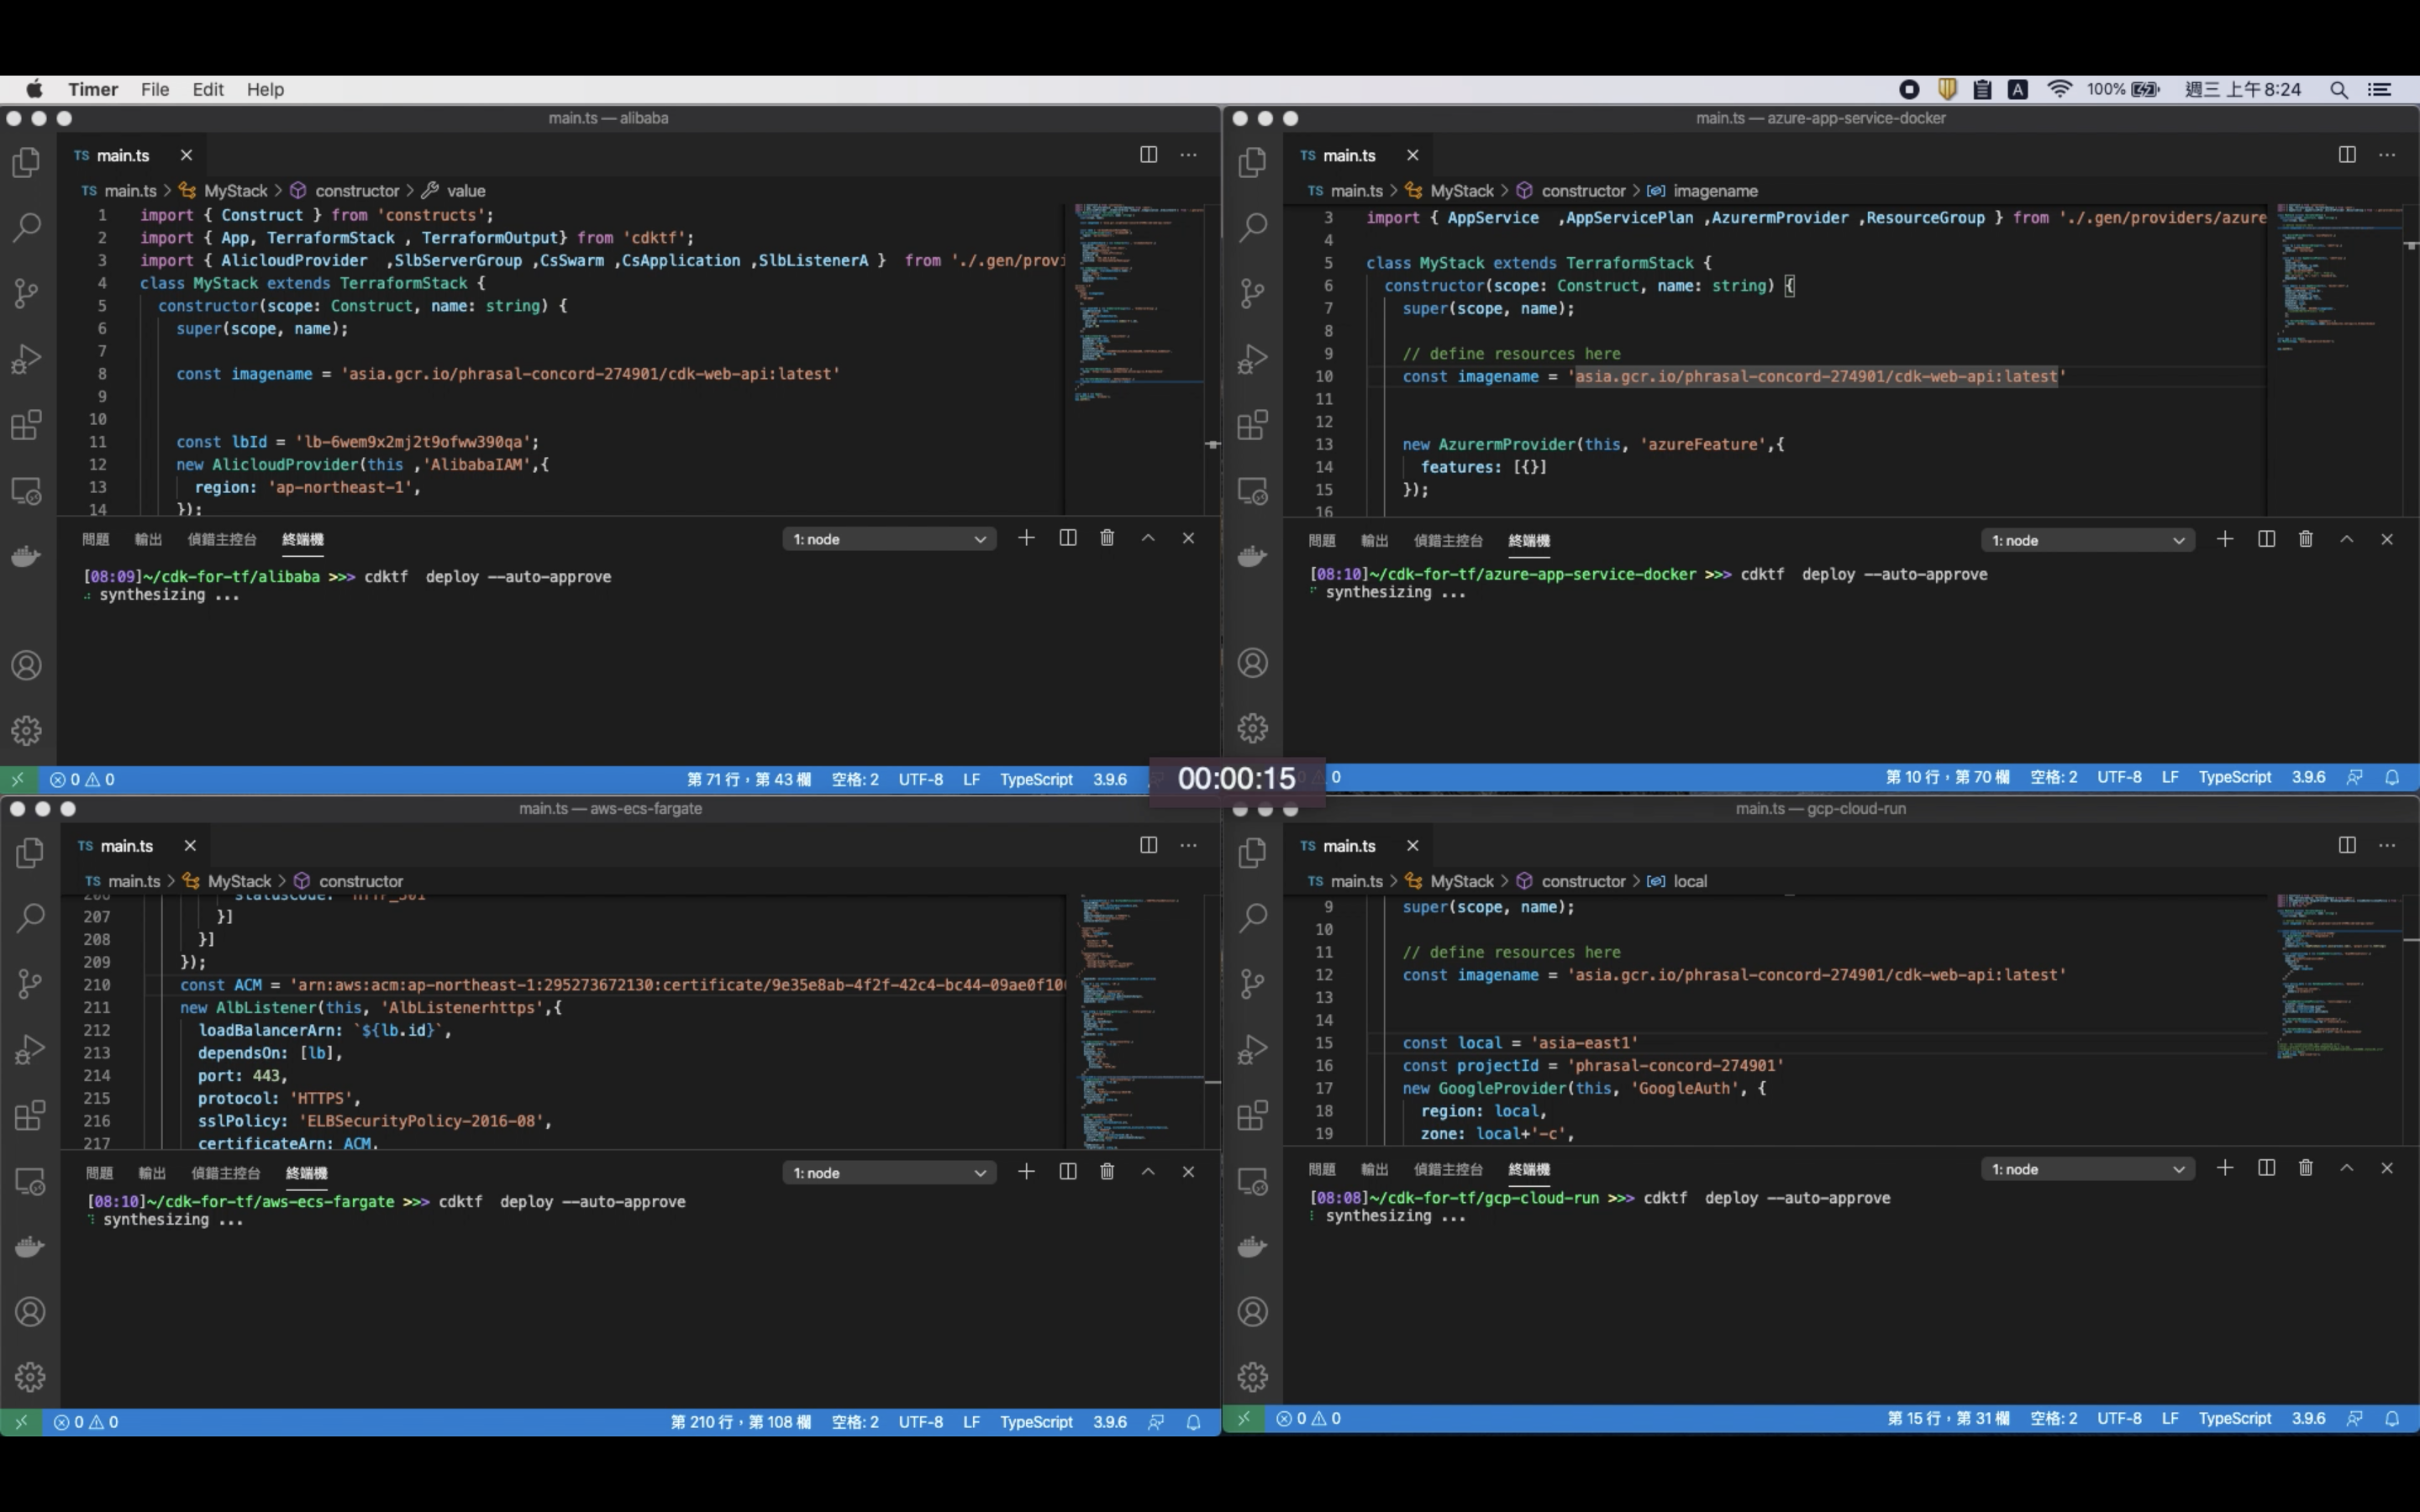 Timer File Edit Help 100% 週三 上午 8:24
main.ts — alibaba
TS main.ts
TS main.ts > MyStack > constructor > value
1 import { Construct } from 'constructs';
2 import { App, TerraformStack , TerraformOutput} from 'cdktf';
3 import { AlicloudProvider ,SlbServerGroup ,CsSwarm ,CsApplication ,SlbListenerA } from './.gen/provi
4 class MyStack extends TerraformStack {
5 constructor(scope: Construct, name: string) {
6 super(scope, name);
7
8 const imagename = 'asia.gcr.io/phrasal-concord-274901/cdk-web-api:latest'
9
10
11 const lbId = 'lb-6wem9x2mj2t9ofww390qa';
12 new AlicloudProvider(this ,'AlibabaIAM',{
13 region: 'ap-northeast-1',
14 });
問題 輸出 偵錯主控台 終端機 1: node
[08:09]~/cdk-for-tf/alibaba >>> cdktf deploy --auto-approve
synthesizing ...
0 0 第 71 行，第 43 欄 空格: 2 UTF-8 LF TypeScript 3.9.6
main.ts — azure-app-service-docker
TS main.ts
TS main.ts > MyStack > constructor > imagename
3 import { AppService ,AppServicePlan ,AzurermProvider ,ResourceGroup } from './.gen/providers/azure
4
5 class MyStack extends TerraformStack {
6 constructor(scope: Construct, name: string) {
7 super(scope, name);
8
9 // define resources here
10 const imagename = 'asia.gcr.io/phrasal-concord-274901/cdk-web-api:latest'
11
12
13 new AzurermProvider(this, 'azureFeature',{
14 features: [{}]
15 });
16
問題 輸出 偵錯主控台 終端機 1: node
[08:10]~/cdk-for-tf/azure-app-service-docker >>> cdktf deploy --auto-approve
synthesizing ...
0 第 10 行，第 70 欄 空格: 2 UTF-8 LF TypeScript 3.9.6
00:00:15
main.ts — aws-ecs-fargate
TS main.ts
TS main.ts > MyStack > constructor
207 }]
208 }]
209 });
210 const ACM = 'arn:aws:acm:ap-northeast-1:295273672130:certificate/9e35e8ab-4f2f-42c4-bc44-09ae0f10
211 new AlbListener(this, 'AlbListenerhttps',{
212 loadBalancerArn: `${lb.id}`,
213 dependsOn: [lb],
214 port: 443,
215 protocol: 'HTTPS',
216 sslPolicy: 'ELBSecurityPolicy-2016-08',
217 certificateArn: ACM,
問題 輸出 偵錯主控台 終端機 1: node
[08:10]~/cdk-for-tf/aws-ecs-fargate >>> cdktf deploy --auto-approve
synthesizing ...
0 0 第 210 行，第 108 欄 空格: 2 UTF-8 LF TypeScript 3.9.6
main.ts — gcp-cloud-run
TS main.ts
TS main.ts > MyStack > constructor > local
9 super(scope, name);
10
11 // define resources here
12 const imagename = 'asia.gcr.io/phrasal-concord-274901/cdk-web-api:latest'
13
14
15 const local = 'asia-east1'
16 const projectId = 'phrasal-concord-274901'
17 new GoogleProvider(this, 'GoogleAuth', {
18 region: local,
19 zone: local+'-c',
問題 輸出 偵錯主控台 終端機 1: node
[08:08]~/cdk-for-tf/gcp-cloud-run >>> cdktf deploy --auto-approve
synthesizing ...
0 0 第 15 行，第 31 欄 空格: 2 UTF-8 LF TypeScript 3.9.6